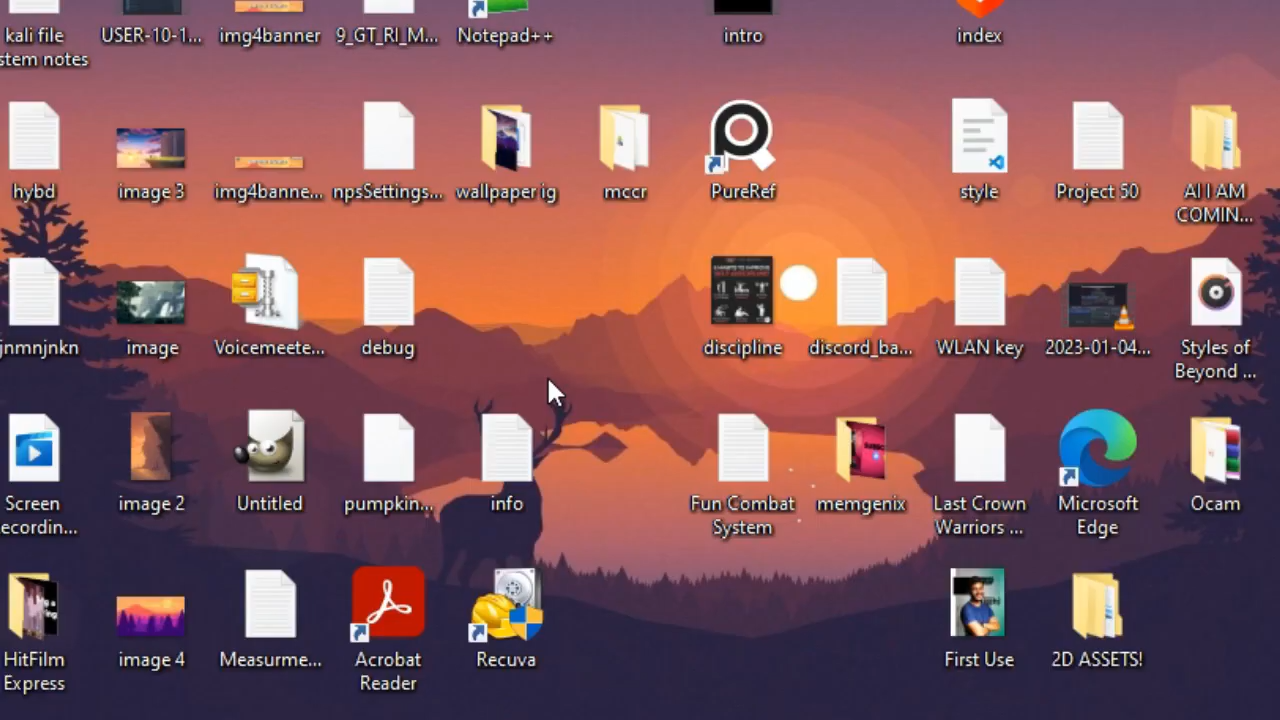 kali file
stem notes
USER-10-1...
img4banner
9_GT_RI_M...
Notepad++
intro
index
hybd
image 3
img4banne...
npsSettings...
wallpaper ig
mccr
PureRef
style
Project 50
AI I AM
COMIN...
jnmnjnkn
image
Voicemeete...
debug
discipline
discord_ba...
WLAN key
2023-01-04...
Styles of
Beyond ...
Screen
ecordin...
image 2
Untitled
pumpkin...
info
Fun Combat
System
memgenix
Last Crown
Warriors ...
Microsoft
Edge
Ocam
HitFilm
Express
image 4
Measurme...
Acrobat
Reader
Recuva
First Use
2D ASSETS!